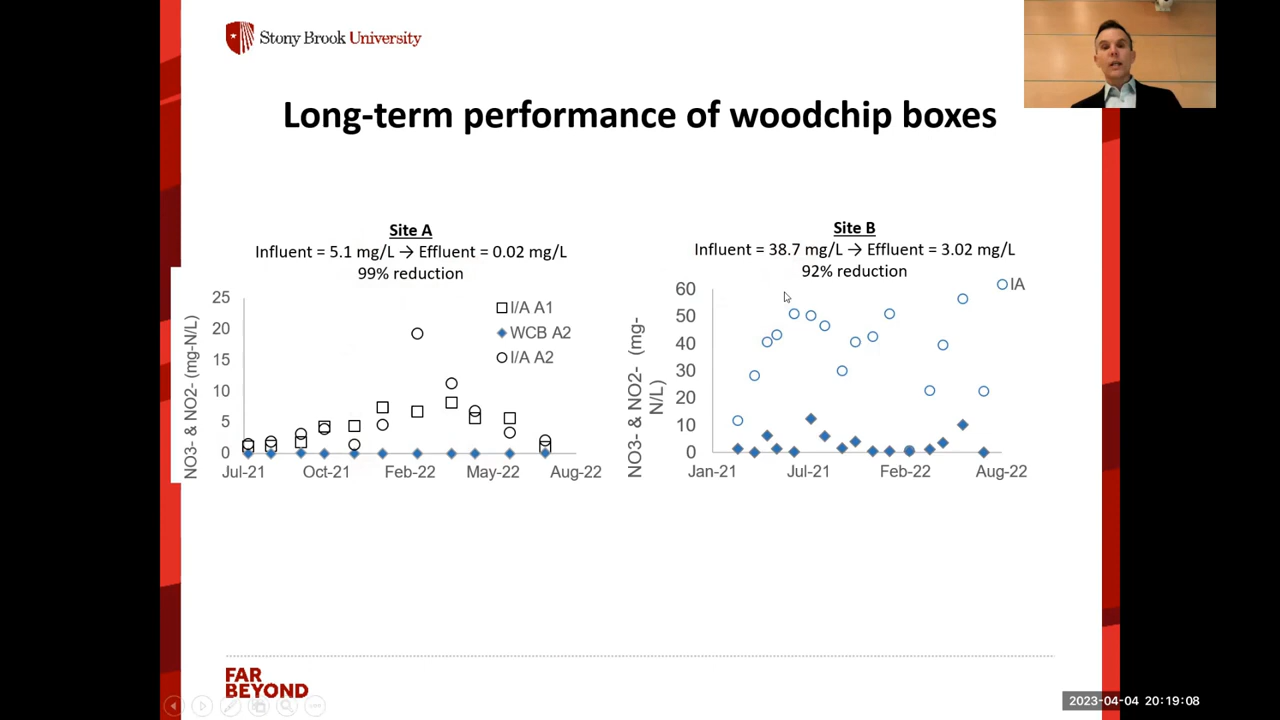 Stony Brook University
Long-term performance of woodchip boxes
Site A
Influent = 5.1 mg/L → Effluent = 0.02 mg/L
99% reduction
NO3- & NO2- (mg-N/L)
25
20
15
10
5
0
I/A A1
WCB A2
I/A A2
Jul-21
Oct-21
Feb-22
May-22
Aug-22
Site B
Influent = 38.7 mg/L → Effluent = 3.02 mg/L
92% reduction
NO3- & NO2- (mg-
N/L)
60
50
40
30
20
10
0
IA
Jan-21
Jul-21
Feb-22
Aug-22
FAR
BEYOND
2023-04-04 20:19:08